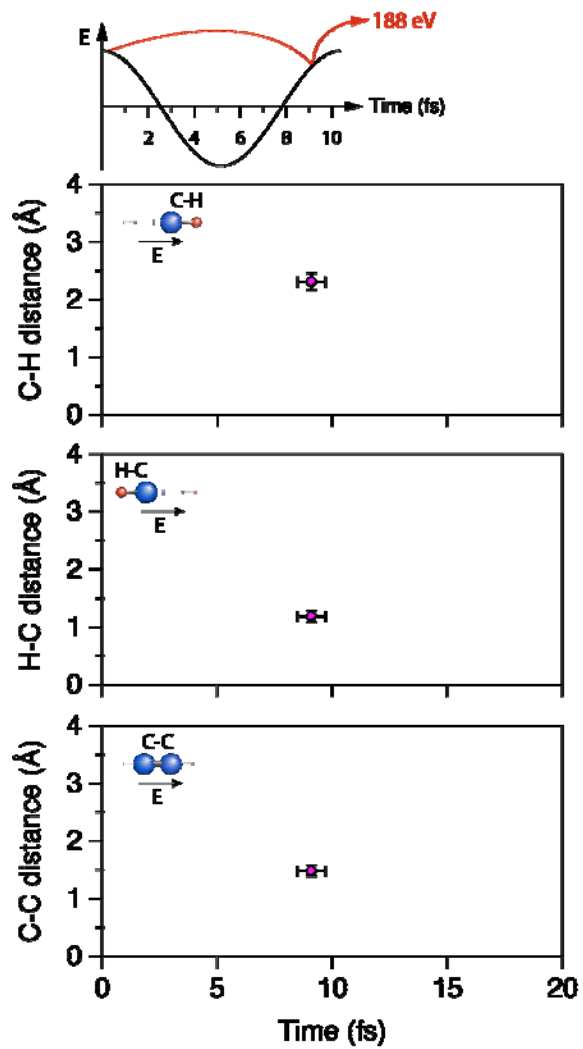 E
188 eV
Time (fs)
2 4 6 8 10
C-H distance (Å)
4
3
2
1
0
C-H
E
H-C distance (Å)
4
3
2
1
0
H-C
E
C-C distance (Å)
4
3
2
1
0
C-C
E
0 5 10 15 20
Time (fs)